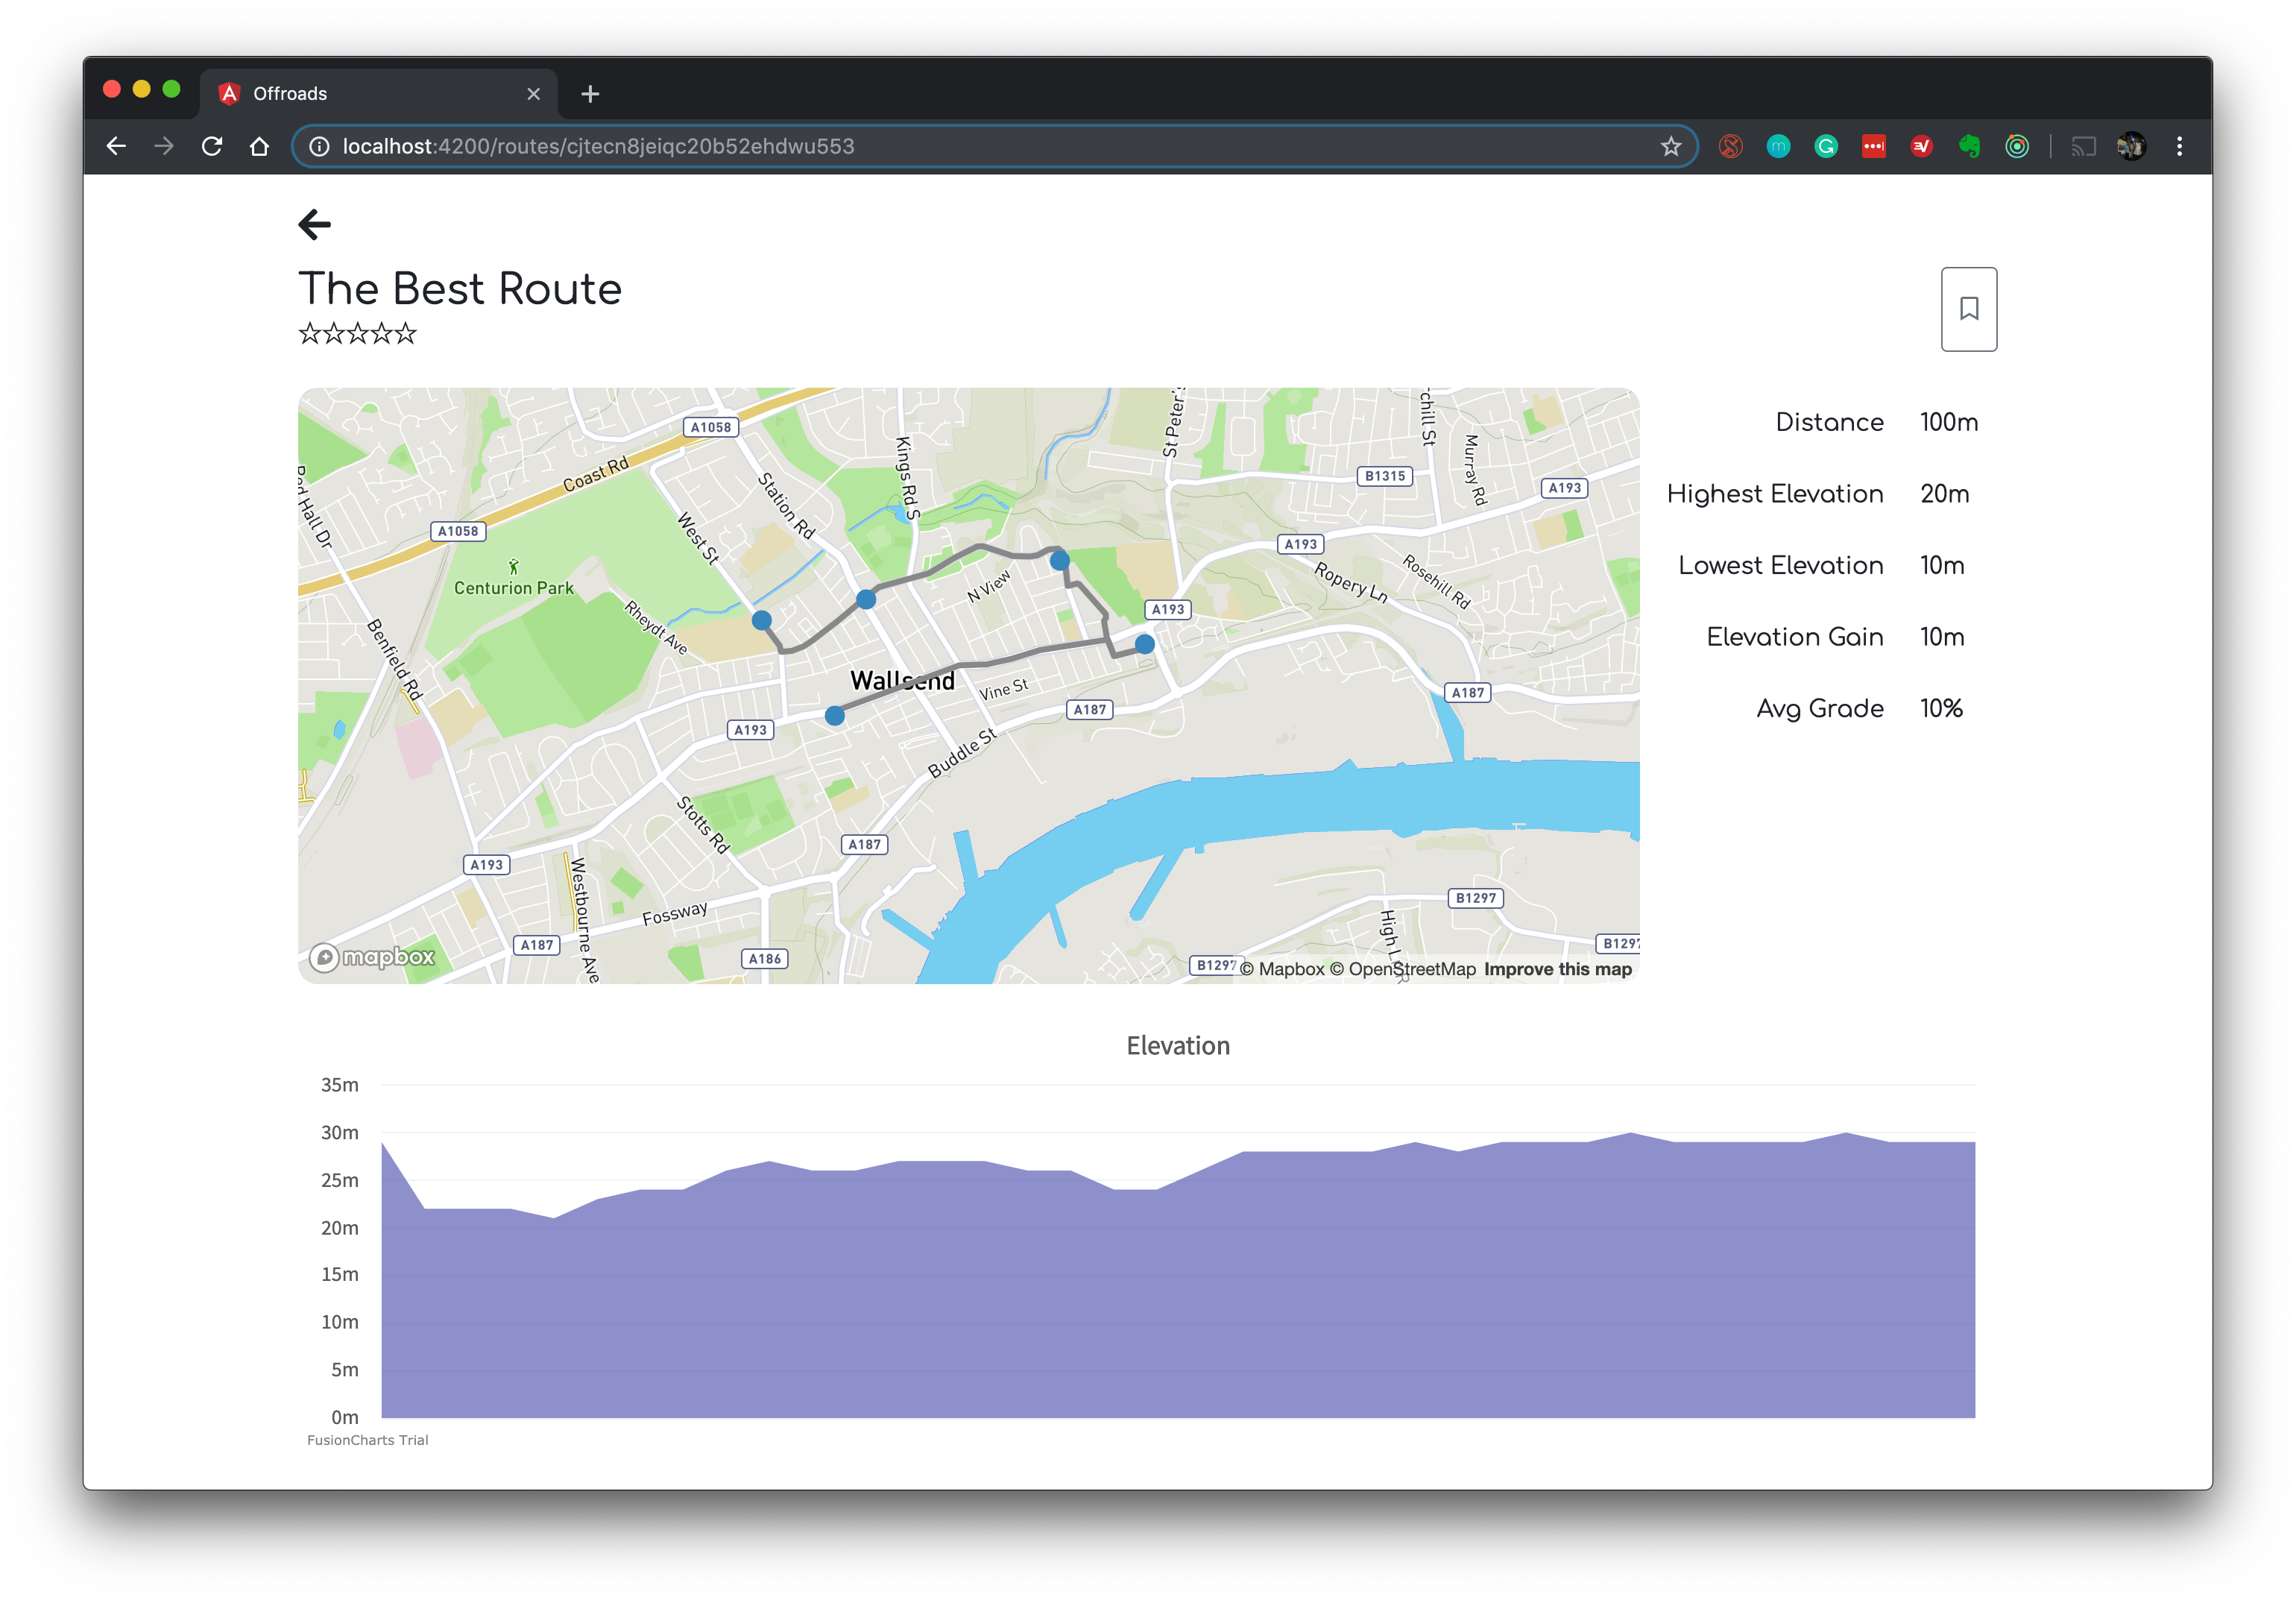 Offroads
localhost:4200/routes/cjtecn8jeiqc20b52ehdwu553
The Best Route
Distance 100m
Highest Elevation 20m
Lowest Elevation 10m
Elevation Gain 10m
Avg Grade 10%
A1058
Coast Rd
Kings Rd S
St Peter's
Murray Rd
B1315
A193
Station Rd
A1058
West St
A193
Centurion Park
Rheydt Ave
N View
Ropery Ln
Rosehill Rd
A193
Benfield Rd
Wallsend
Vine St
A187
A187
A193
Buddle St
Stotts Rd
A187
A193
Westbourne Ave
Fossway
B1297
A187
A186
B1297
B1297
mapbox
© Mapbox © OpenStreetMap Improve this map
Elevation
35m
30m
25m
20m
15m
10m
5m
0m
FusionCharts Trial